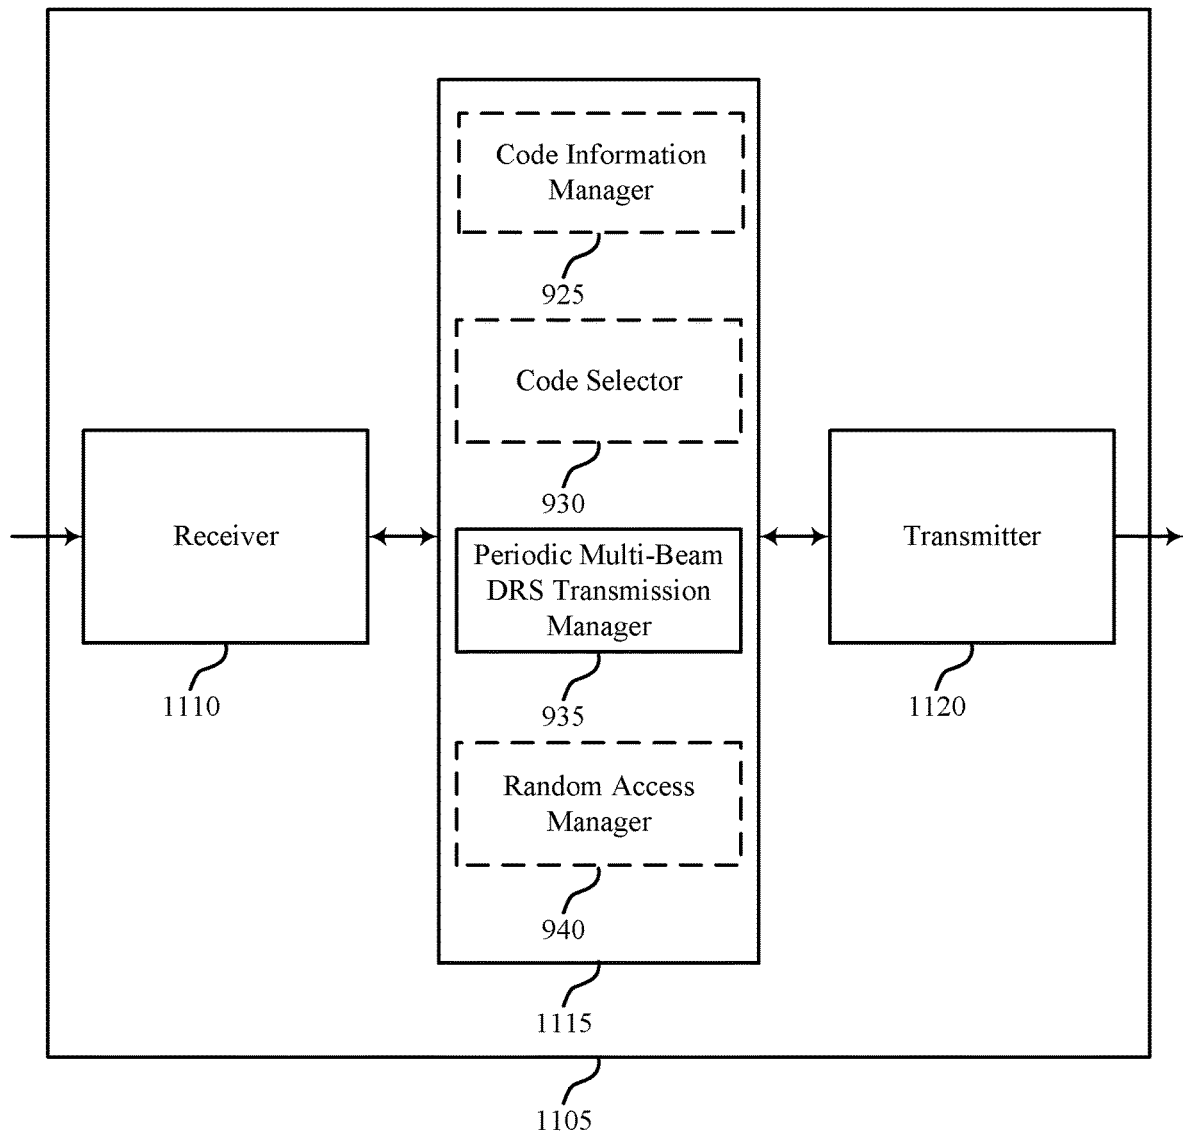 Code Information
Manager
925
Code Selector
930
Receiver
1110
Periodic Multi-Beam
DRS Transmission
Manager
935
Transmitter
1120
Random Access
Manager
940
1115
1105